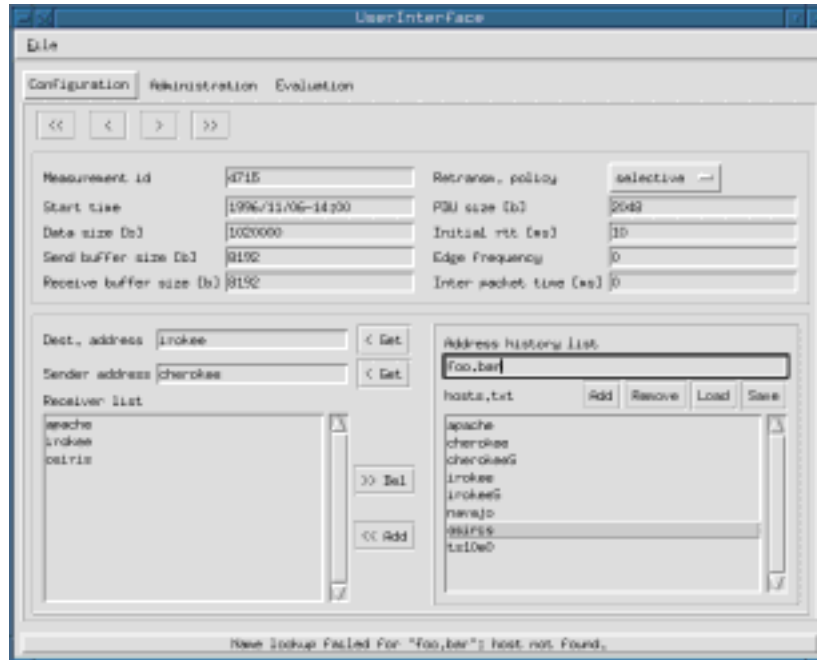 UserInterface
File
Configuration Administration Evaluation
<< < > >>
Measurement id 4715 Retransm. policy selective
Start time 1996/11/06-14:00 PDU size [b] 2048
Data size [b] 1020000 Initial rtt [ms] 10
Send buffer size [b] 8192 Edge frequency 0
Receive buffer size [b] 8192 Inter packet time [ms] 0
Dest. address irokee < Get
Sender address cherokee < Get
Receiver list
apache
irokee
osiris
>> Del
<< Add
Address history list
foo.bar
hosts.txt Add Remove Load Save
apache
cherokee
cherokee5
irokee
irokee5
navajo
osiris
Name lookup failed for "foo.bar": host not found.